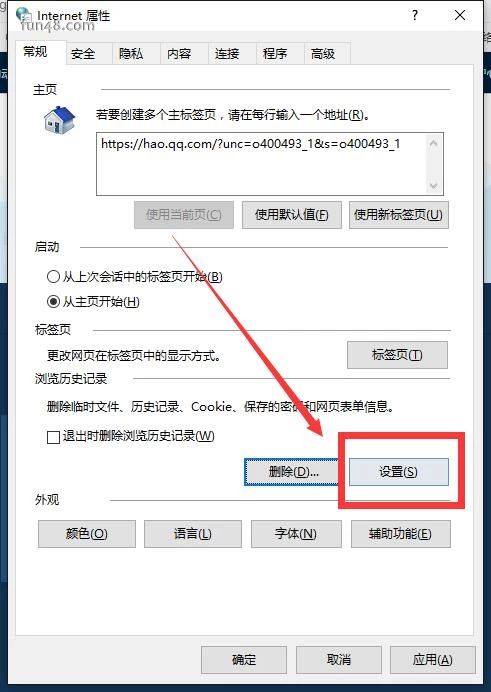 Internet 属性
fun48.com
常规 安全 隐私 内容 连接 程序 高级
主页
若要创建多个主标签页，请在每行输入一个地址(R)。
https://hao.qq.com/?unc=o400493_1&s=o400493_1
使用当前页(C) 使用默认值(F) 使用新标签页(U)
启动
从上次会话中的标签页开始(B)
从主页开始(H)
标签页
更改网页在标签页中的显示方式。 标签页(T)
浏览历史记录
删除临时文件、历史记录、Cookie、保存的密码和网页表单信息。
退出时删除浏览历史记录(W)
删除(D)... 设置(S)
外观
颜色(O) 语言(L) 字体(N) 辅助功能(E)
确定 取消 应用(A)